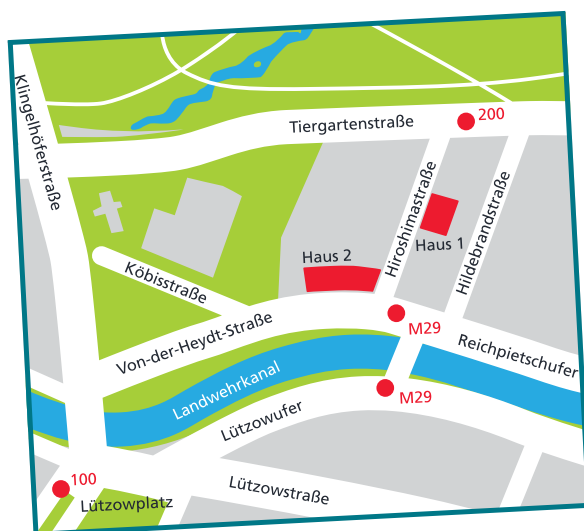 Klingelhöferstraße
Tiergartenstraße
200
Hiroshimastraße
Hildebrandstraße
Haus 1
Haus 2
Köbisstraße
Von-der-Heydt-Straße
M29
Reichpietschufer
Landwehrkanal
M29
Lützowufer
100
Lützowplatz
Lützowstraße